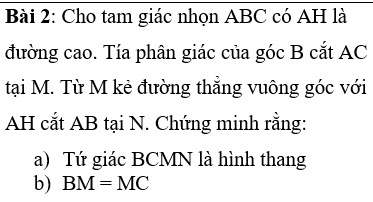 Bài 2: Cho tam giác nhọn ABC có AH là
đường cao. Tía phân giác của góc B cắt AC
tại M. Từ M kẻ đường thẳng vuông góc với
AH cắt AB tại N. Chứng minh rằng:
a) Tứ giác BCMN là hình thang
b) BM = MC